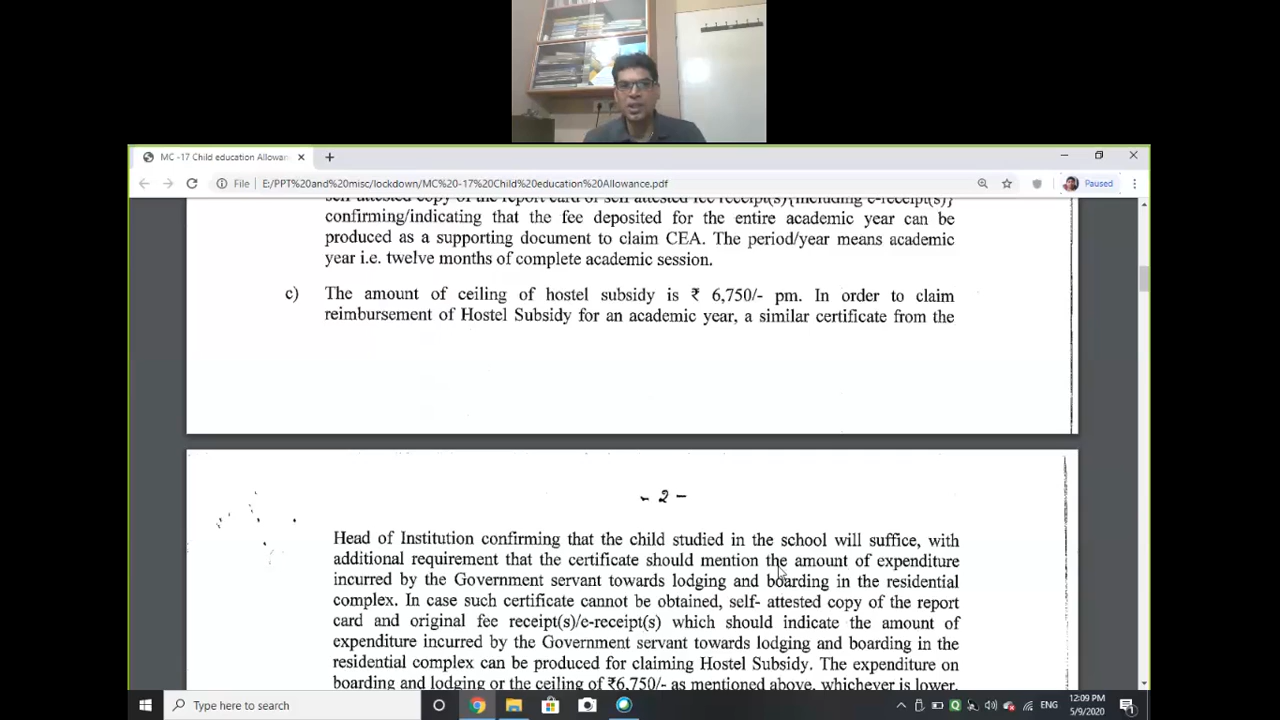 MC -17 Child education Allowan
Paused
File
E:/PPT%20and%20misc/lockdown/MC%20-17%20Child%20education%20Allowance.pdf
self-attested copy of the report card or self attested fee receipt(s){including e-receipt(s)}
confirming/indicating that the fee deposited for the entire academic year can be
produced as a supporting document to claim CEA. The period/year means academic
year i.e. twelve months of complete academic session.
c) The amount of ceiling of hostel subsidy is ₹ 6,750/- pm. In order to claim
reimbursement of Hostel Subsidy for an academic year, a similar certificate from the
- 2 -
Head of Institution confirming that the child studied in the school will suffice, with
additional requirement that the certificate should mention the amount of expenditure
incurred by the Government servant towards lodging and boarding in the residential
complex. In case such certificate cannot be obtained, self- attested copy of the report
card and original fee receipt(s)/e-receipt(s) which should indicate the amount of
expenditure incurred by the Government servant towards lodging and boarding in the
residential complex can be produced for claiming Hostel Subsidy. The expenditure on
boarding and lodging or the ceiling of ₹6,750/- as mentioned above, whichever is lower,
Type here to search
ENG
12:09 PM
5/9/2020